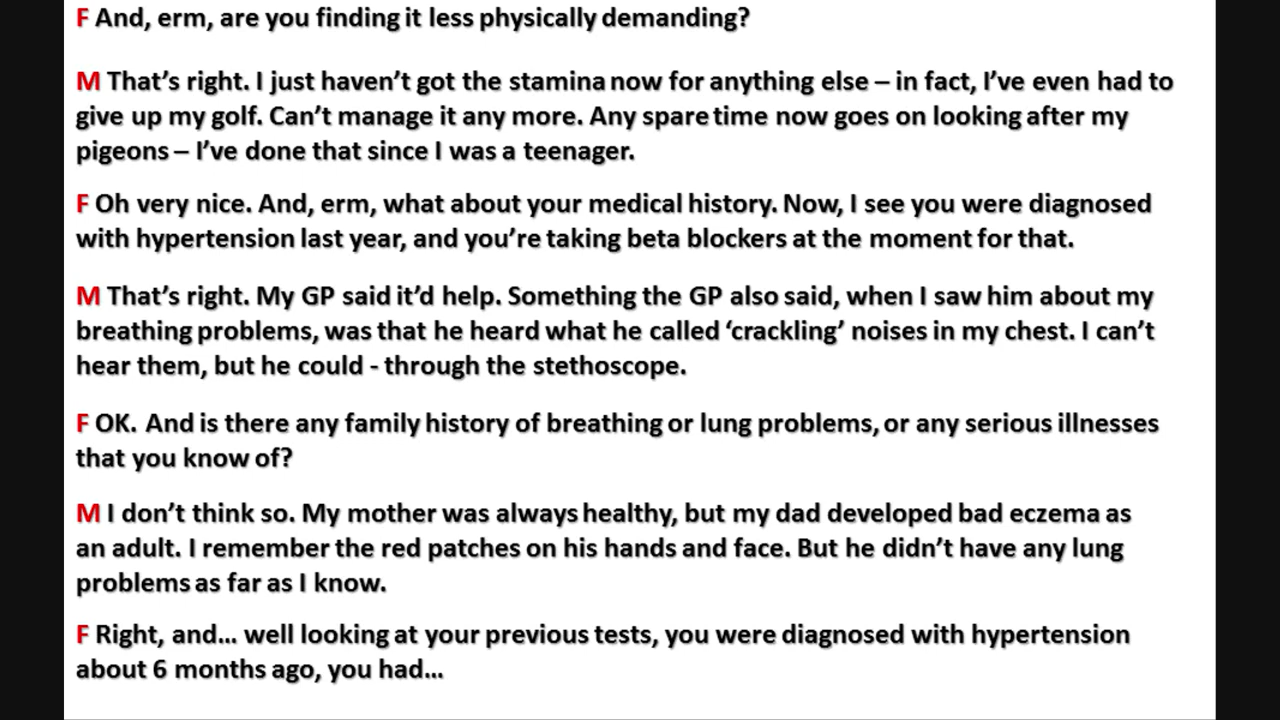 F And, erm, are you finding it less physically demanding?
M That’s right. I just haven’t got the stamina now for anything else – in fact, I’ve even had to
give up my golf. Can’t manage it any more. Any spare time now goes on looking after my
pigeons – I’ve done that since I was a teenager.
F Oh very nice. And, erm, what about your medical history. Now, I see you were diagnosed
with hypertension last year, and you’re taking beta blockers at the moment for that.
M That’s right. My GP said it’d help. Something the GP also said, when I saw him about my
breathing problems, was that he heard what he called ‘crackling’ noises in my chest. I can’t
hear them, but he could - through the stethoscope.
F OK. And is there any family history of breathing or lung problems, or any serious illnesses
that you know of?
M I don’t think so. My mother was always healthy, but my dad developed bad eczema as
an adult. I remember the red patches on his hands and face. But he didn’t have any lung
problems as far as I know.
F Right, and… well looking at your previous tests, you were diagnosed with hypertension
about 6 months ago, you had…